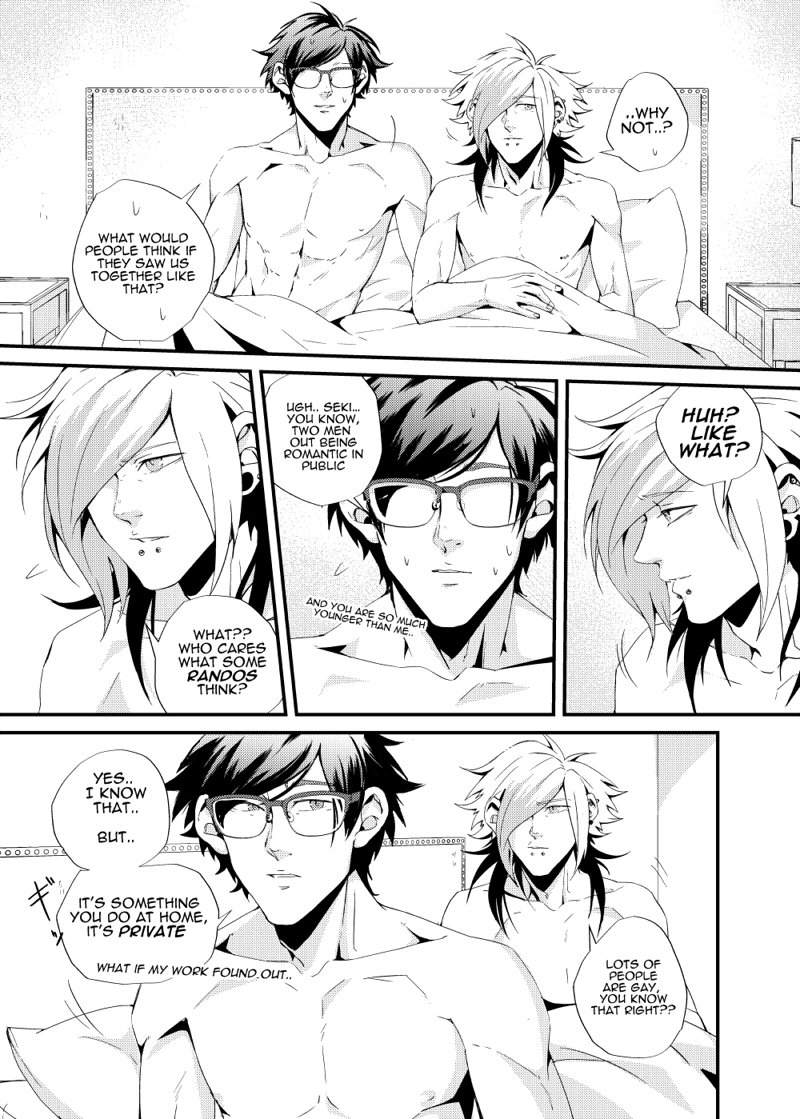 ..WHY
NOT..?
WHAT WOULD
PEOPLE THINK IF
THEY SAW US
TOGETHER LIKE
THAT?
HUH?
LIKE
WHAT?
UGH.. SEKI...
YOU KNOW,
TWO MEN
OUT BEING
ROMANTIC IN
PUBLIC
AND YOU ARE SO MUCH
YOUNGER THAN ME..
WHAT??
WHO CARES
WHAT SOME
RANDOS
THINK?
LOTS OF
PEOPLE
ARE GAY,
YOU KNOW
THAT RIGHT??
YES..
I KNOW
THAT..
BUT..
IT'S SOMETHING
YOU DO AT HOME,
IT'S PRIVATE
WHAT IF MY WORK FOUND OUT..
ギッ